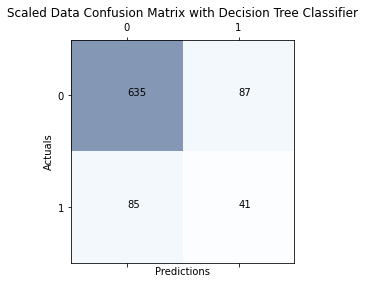 Scaled Data Confusion Matrix with Decision Tree Classifier
0 1
0 635 87
Actuals
1 85 41
Predictions